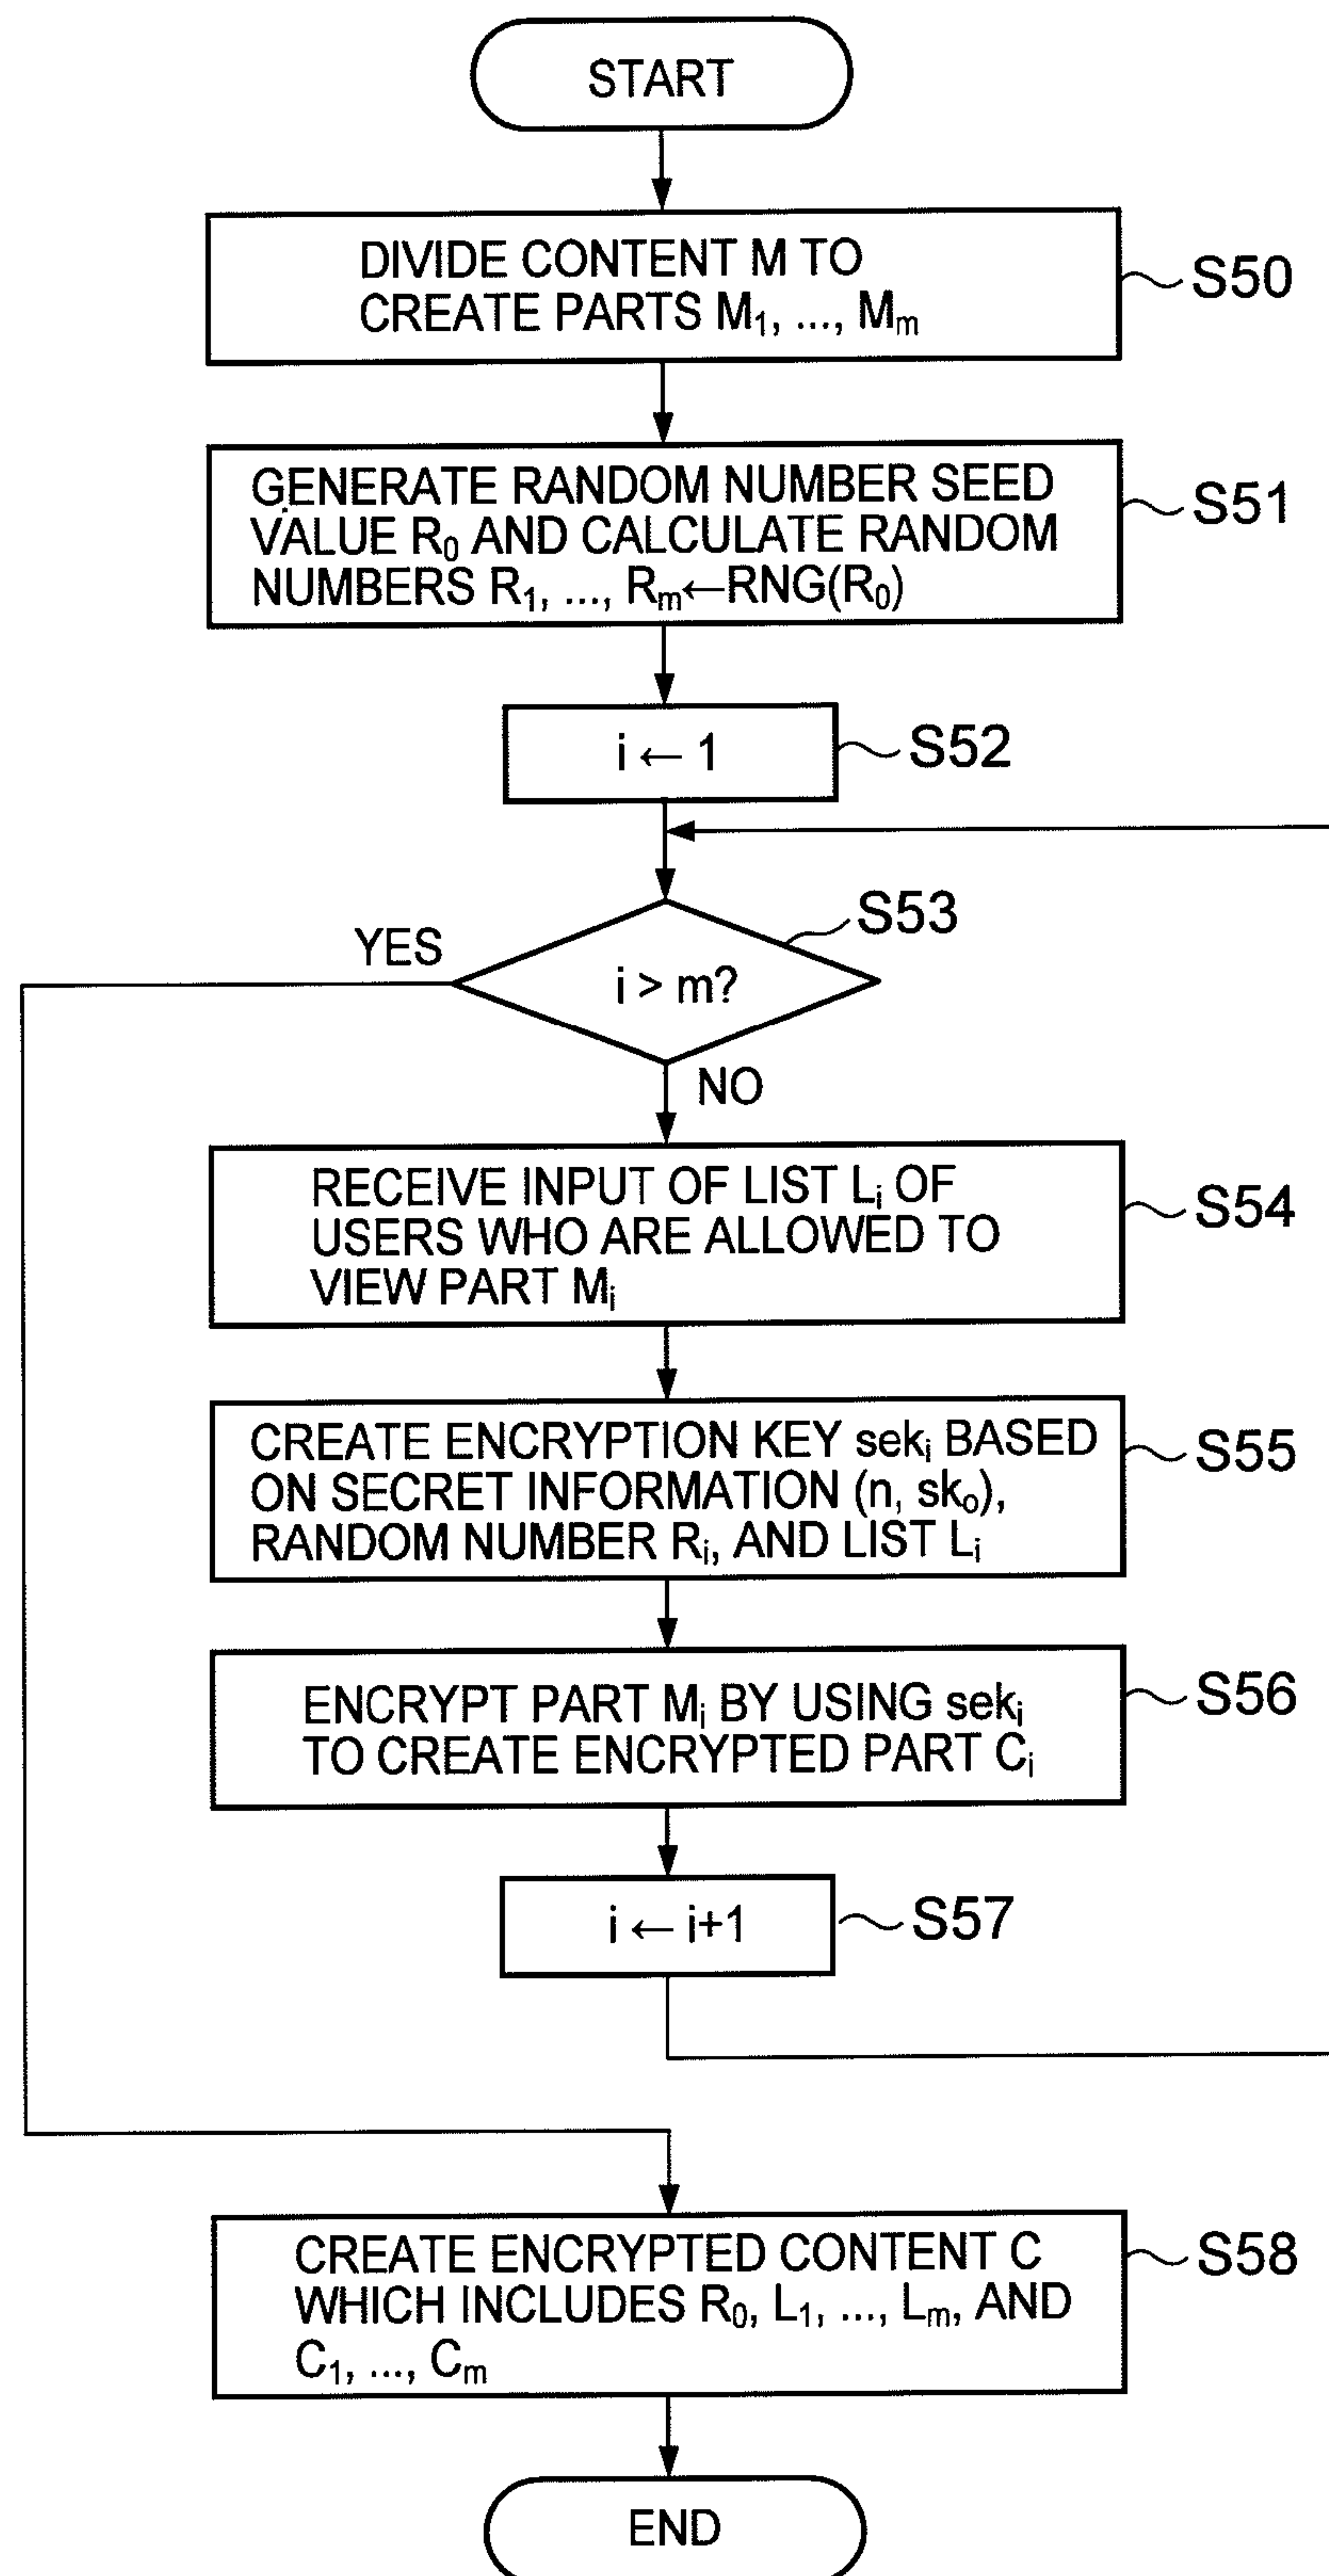 START
DIVIDE CONTENT M TO
CREATE PARTS M₁, ..., Mₘ
S50
GENERATE RANDOM NUMBER SEED
VALUE R₀ AND CALCULATE RANDOM
NUMBERS R₁, ..., Rₘ←RNG(R₀)
S51
i ← 1
S52
S53
YES
i > m?
NO
RECEIVE INPUT OF LIST Lᵢ OF
USERS WHO ARE ALLOWED TO
VIEW PART Mᵢ
S54
CREATE ENCRYPTION KEY sekᵢ BASED
ON SECRET INFORMATION (n, skₒ),
RANDOM NUMBER Rᵢ, AND LIST Lᵢ
S55
ENCRYPT PART Mᵢ BY USING sekᵢ
TO CREATE ENCRYPTED PART Cᵢ
S56
i ← i+1
S57
CREATE ENCRYPTED CONTENT C
WHICH INCLUDES R₀, L₁, ..., Lₘ, AND
C₁, ..., Cₘ
S58
END